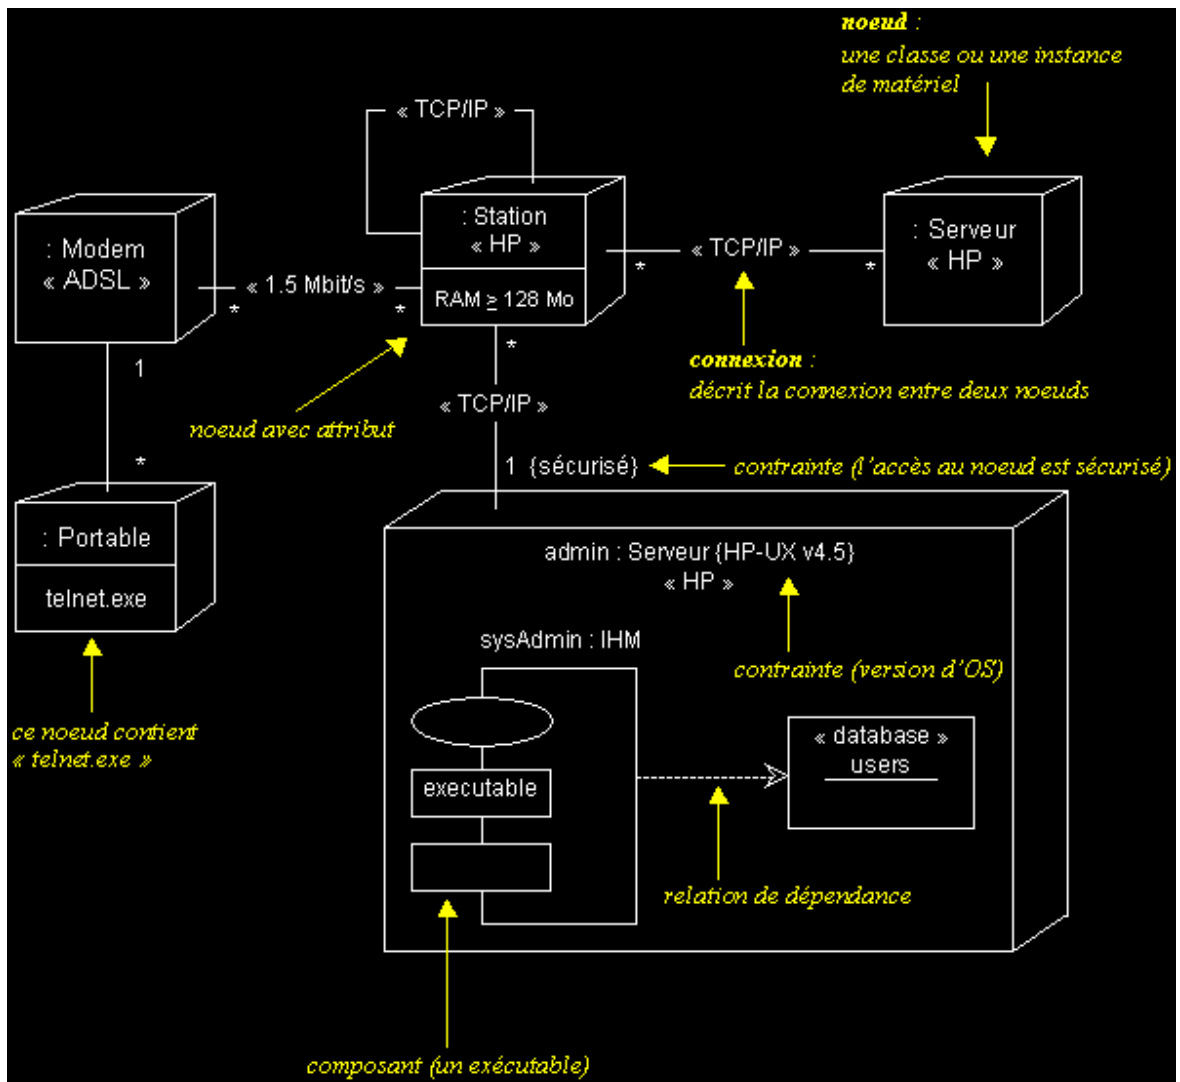 noeud :
une classe ou une instance
de matériel
« TCP/IP »
: Station
« HP »
RAM ≥ 128 Mo
: Serveur
« HP »
: Modem
« ADSL »
« 1.5 Mbit/s »
*
*
« TCP/IP »
*
*
connexion :
décrit la connexion entre deux noeuds
noeud avec attribut
*
« TCP/IP »
1 {sécurisé}
contrainte (l'accès au noeud est sécurisé)
1
*
: Portable
telnet.exe
ce noeud contient
« telnet.exe »
admin : Serveur {HP-UX v4.5}
« HP »
contrainte (version d'OS)
sysAdmin : IHM
executable
« database »
users
relation de dépendance
composant (un exécutable)